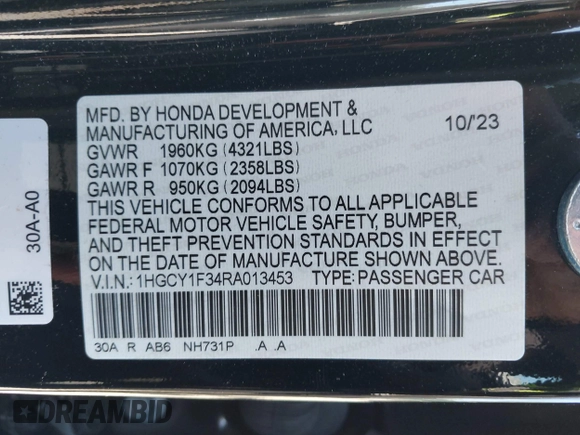 MFD. BY HONDA DEVELOPMENT &
MANUFACTURING OF AMERICA, LLC 10/'23
GVWR 1960KG (4321LBS)
GAWR F 1070KG (2358LBS)
GAWR R 950KG (2094LBS)
THIS VEHICLE CONFORMS TO ALL APPLICABLE
FEDERAL MOTOR VEHICLE SAFETY, BUMPER,
AND THEFT PREVENTION STANDARDS IN EFFECT
ON THE DATE OF MANUFACTURE SHOWN ABOVE.
V.I.N.: 1HGCY1F34RA013453 TYPE: PASSENGER CAR
30A R AB6 NH731P .A .A
30A-A0
DREAMBID